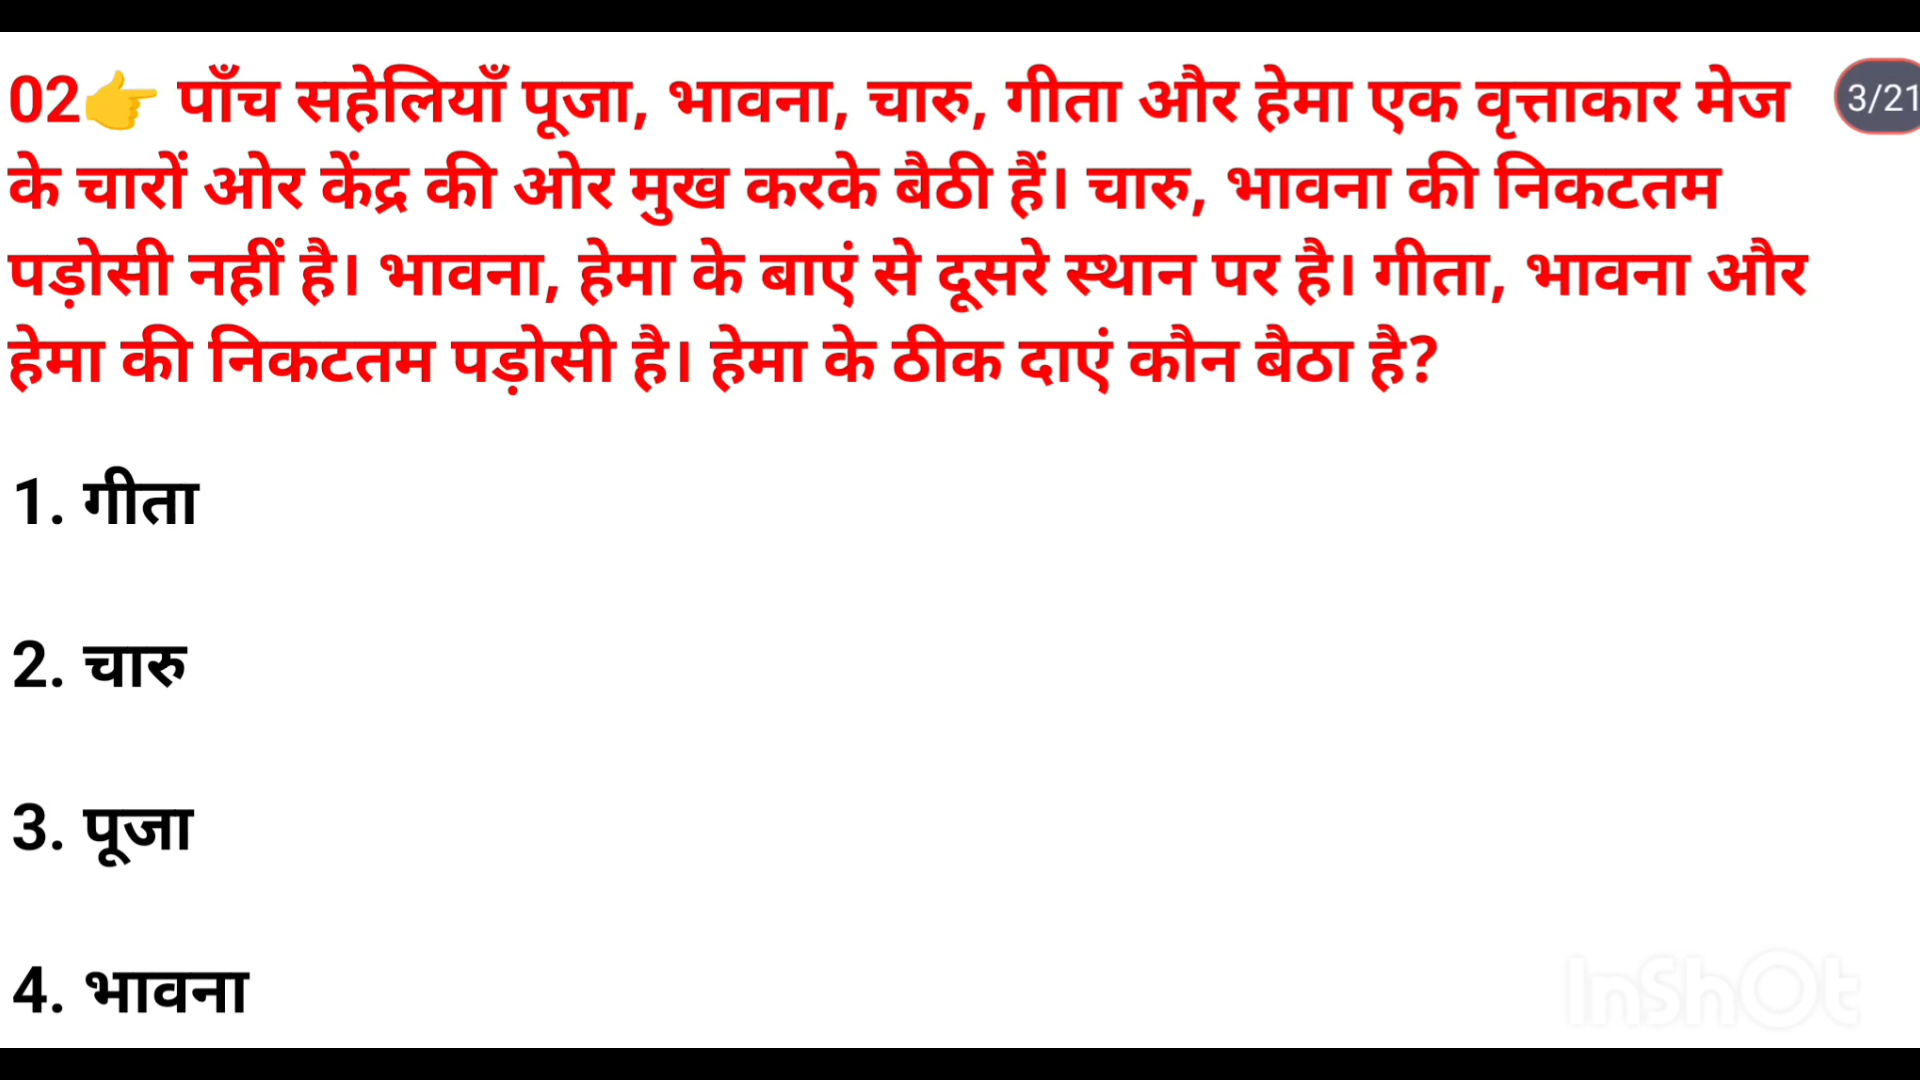 02👉 पाँच सहेलियाँ पूजा, भावना, चारु, गीता और हेमा एक वृत्ताकार मेज
3/21
के चारों ओर केंद्र की ओर मुख करके बैठी हैं। चारु, भावना की निकटतम
पड़ोसी नहीं है। भावना, हेमा के बाएं से दूसरे स्थान पर है। गीता, भावना और
हेमा की निकटतम पड़ोसी है। हेमा के ठीक दाएं कौन बैठा है?
1. गीता
2. चारु
3. पूजा
4. भावना
InShOt